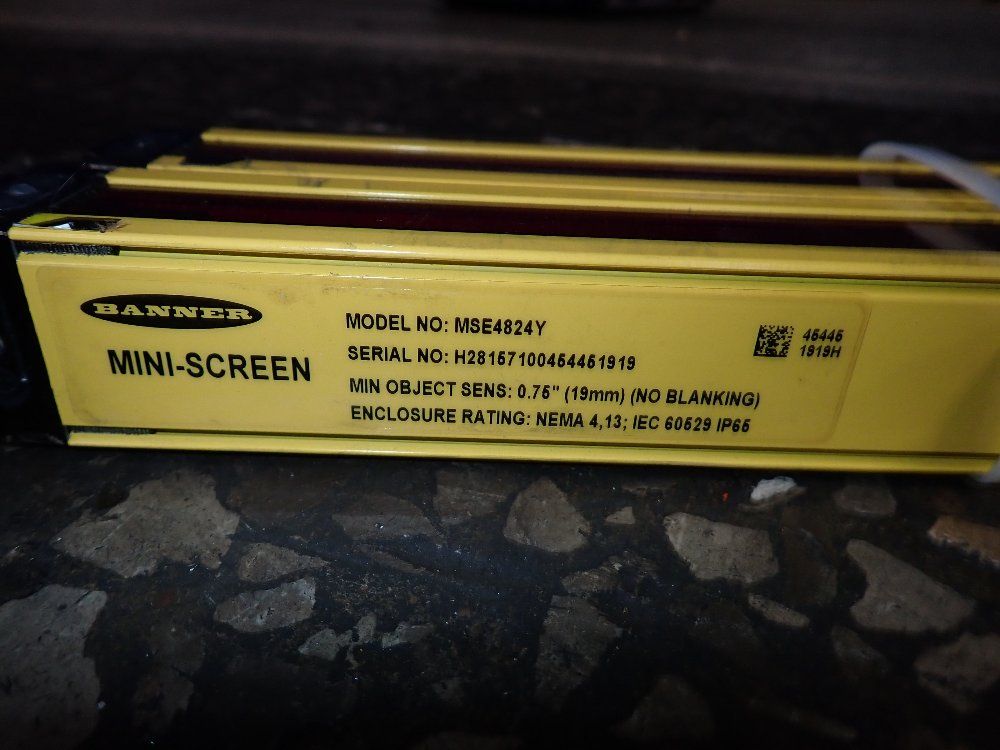 BANNER
MINI-SCREEN
MODEL NO: MSE4824Y
SERIAL NO: H28157100454451919
MIN OBJECT SENS: 0.75" (19mm) (NO BLANKING)
ENCLOSURE RATING: NEMA 4,13; IEC 60529 IP65
45445
1919H